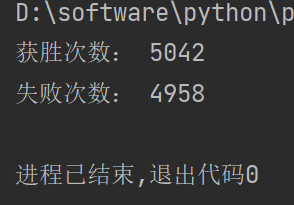 D:\software\python\p
获胜次数： 5042
失败次数： 4958
进程已结束,退出代码0